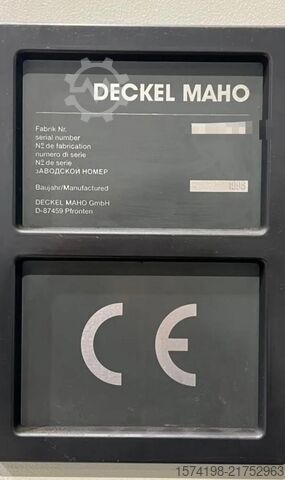 DECKEL MAHO
Fabrik Nr.
serial number
Nº de fabrication
numero di serie
Nº de serie
зАВОДСКОЙ НОМЕР
Baujahr/Manufactured
1998
DECKEL MAHO GmbH
D-87459 Pfronten
CE
1574198-21752963